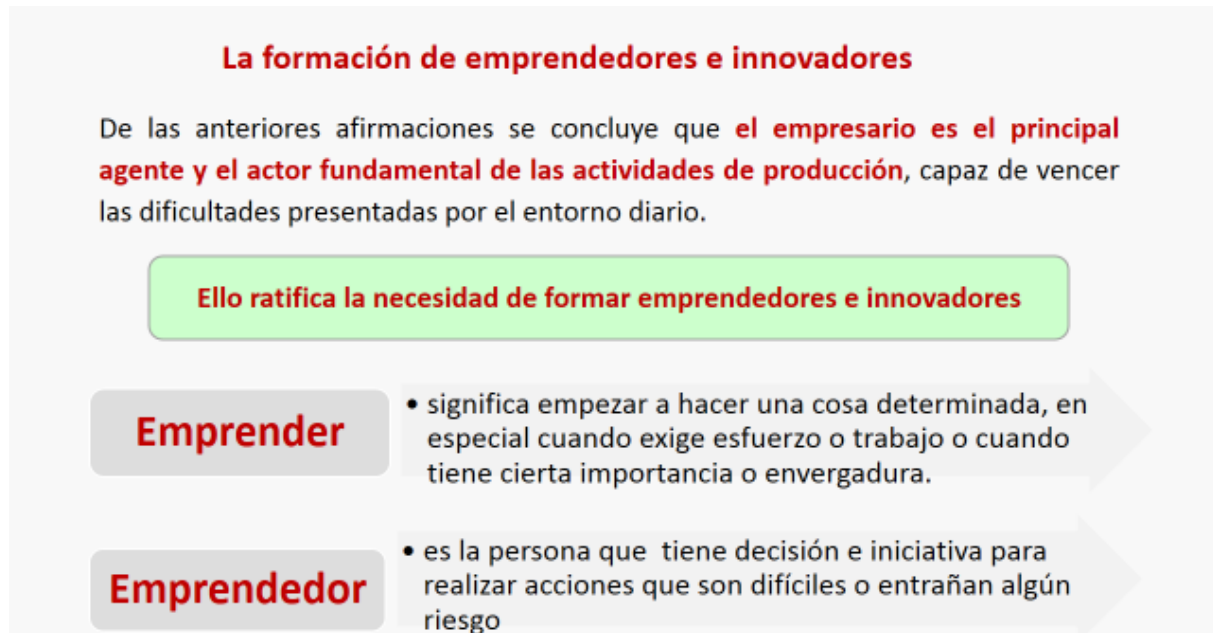 La formación de emprendedores e innovadores
De las anteriores afirmaciones se concluye que el empresario es el principal
agente y el actor fundamental de las actividades de producción, capaz de vencer
las dificultades presentadas por el entorno diario.
Ello ratifica la necesidad de formar emprendedores e innovadores
Emprender
• significa empezar a hacer una cosa determinada, en
especial cuando exige esfuerzo o trabajo o cuando
tiene cierta importancia o envergadura.
Emprendedor
• es la persona que tiene decisión e iniciativa para
realizar acciones que son difíciles o entrañan algún
riesgo